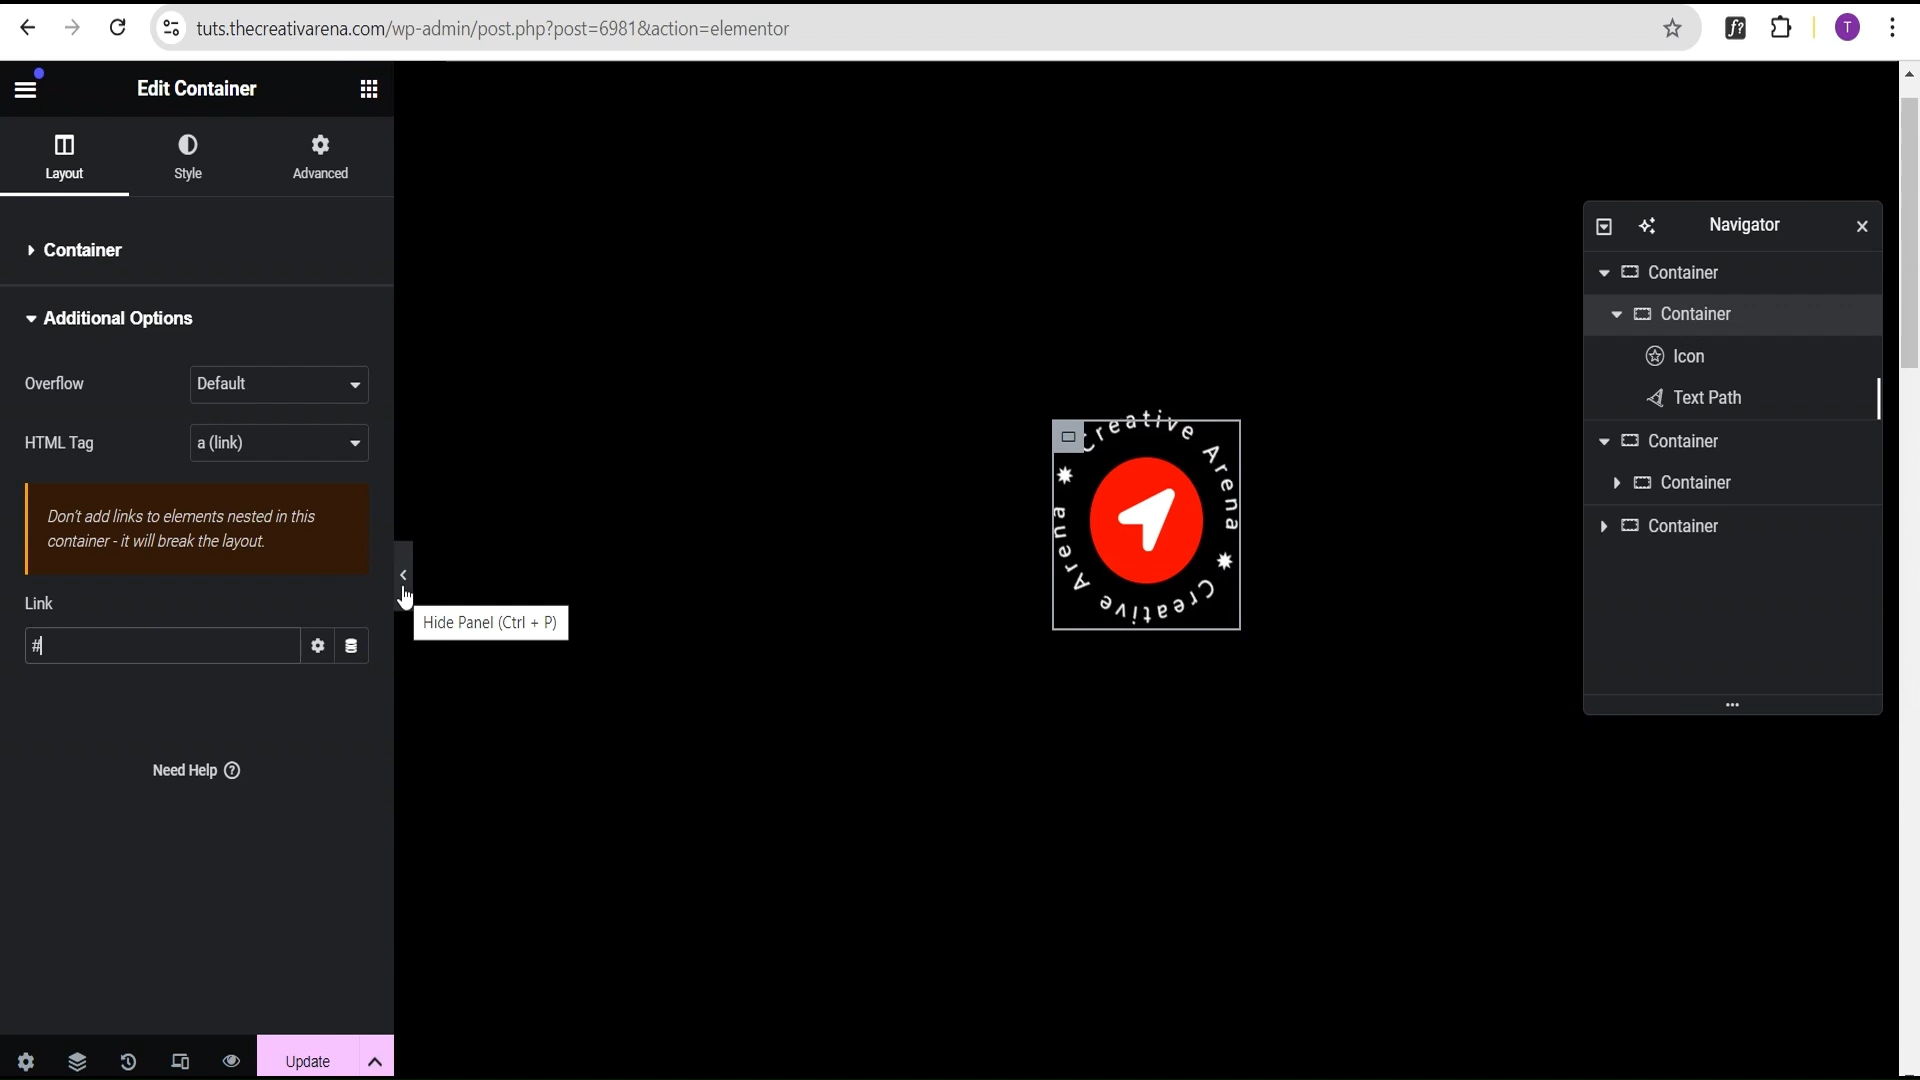 tuts.thecreativarena.com/wp-admin/post.php?post=6981&action=elementor
T
Edit Container
Layout
Style
Advanced
Container
Additional Options
Overflow
Default
HTML Tag
a (link)
Don't add links to elements nested in this
container - it will break the layout.
Link
#
Hide Panel (Ctrl + P)
Need Help
Update
Creative Arena ✸ Creative Arena ✸
Navigator
Container
Container
Icon
Text Path
Container
Container
Container